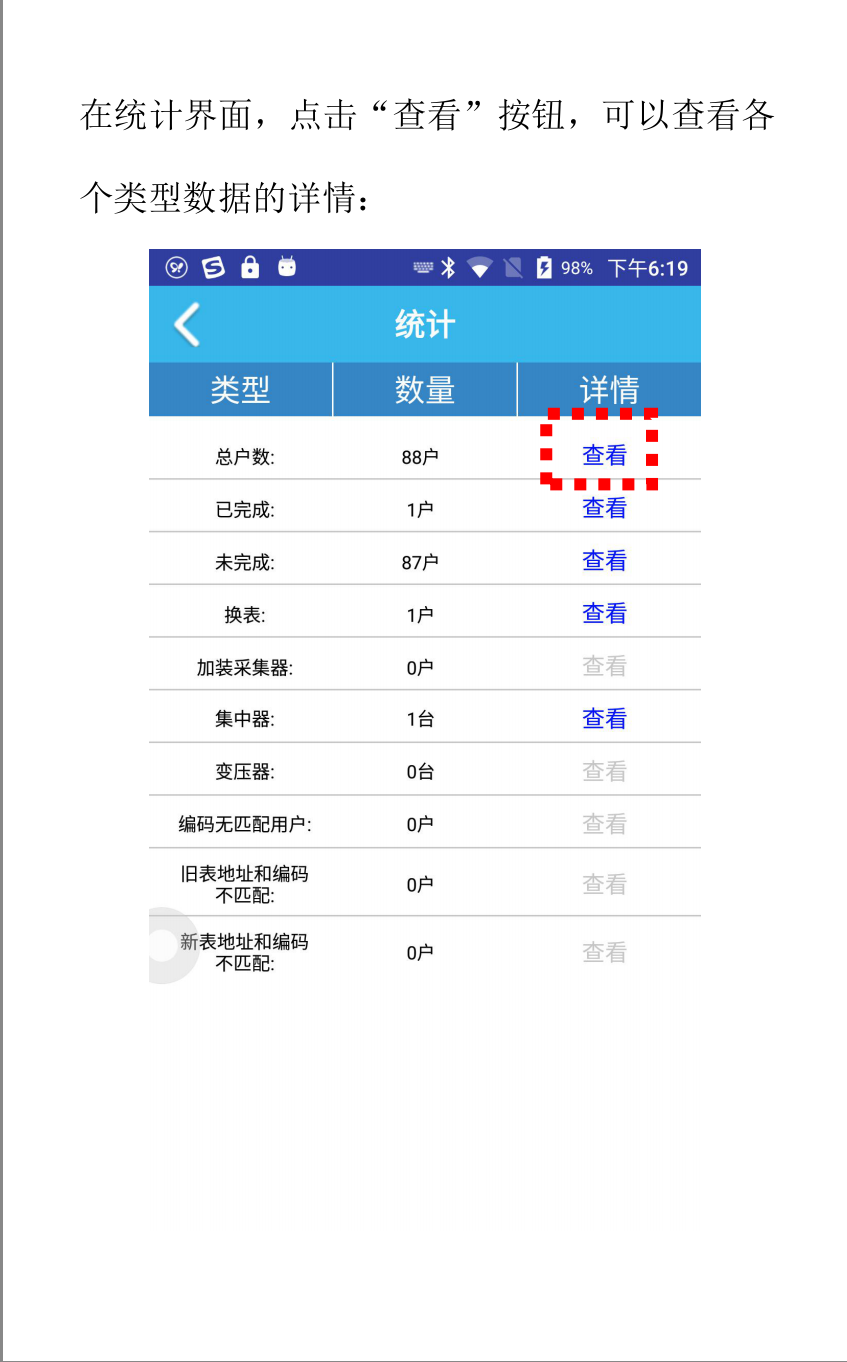 在统计界面，点击“查看”按钮，可以查看各
个类型数据的详情：
98% 下午6:19
统计
类型 数量 详情
总户数: 88户 查看
已完成: 1户 查看
未完成: 87户 查看
换表: 1户 查看
加装采集器: 0户 查看
集中器: 1台 查看
变压器: 0台 查看
编码无匹配用户: 0户 查看
旧表地址和编码
不匹配: 0户 查看
新表地址和编码
不匹配: 0户 查看